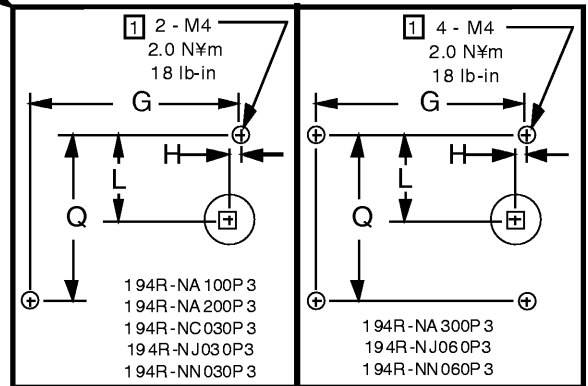 1 2 - M4
2.0 N¥m
18 lb-in
G
H
L
Q
194R-NA100P3
194R-NA200P3
194R-NC030P3
194R-NJ030P3
194R-NN030P3
1 4 - M4
2.0 N¥m
18 lb-in
G
H
L
Q
194R-NA300P3
194R-NJ060P3
194R-NN060P3